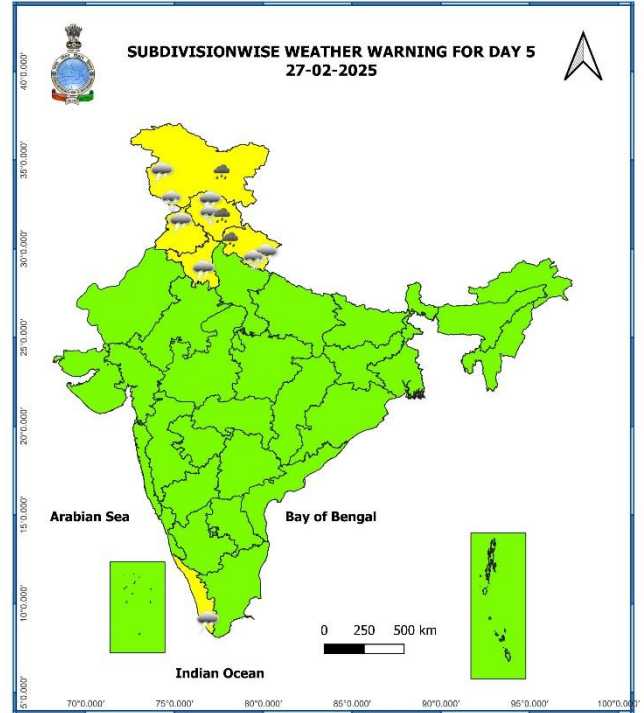 SUBDIVISIONWISE WEATHER WARNING FOR DAY 5
27-02-2025
40°0.000'
35°0.000'
30°0.000'
25°0.000'
20°0.000'
15°0.000'
10°0.000'
5°0.000'
Arabian Sea
Bay of Bengal
0 250 500 km
Indian Ocean
70°0.000' 75°0.000' 80°0.000' 85°0.000' 90°0.000' 95°0.000' 100°0.000'